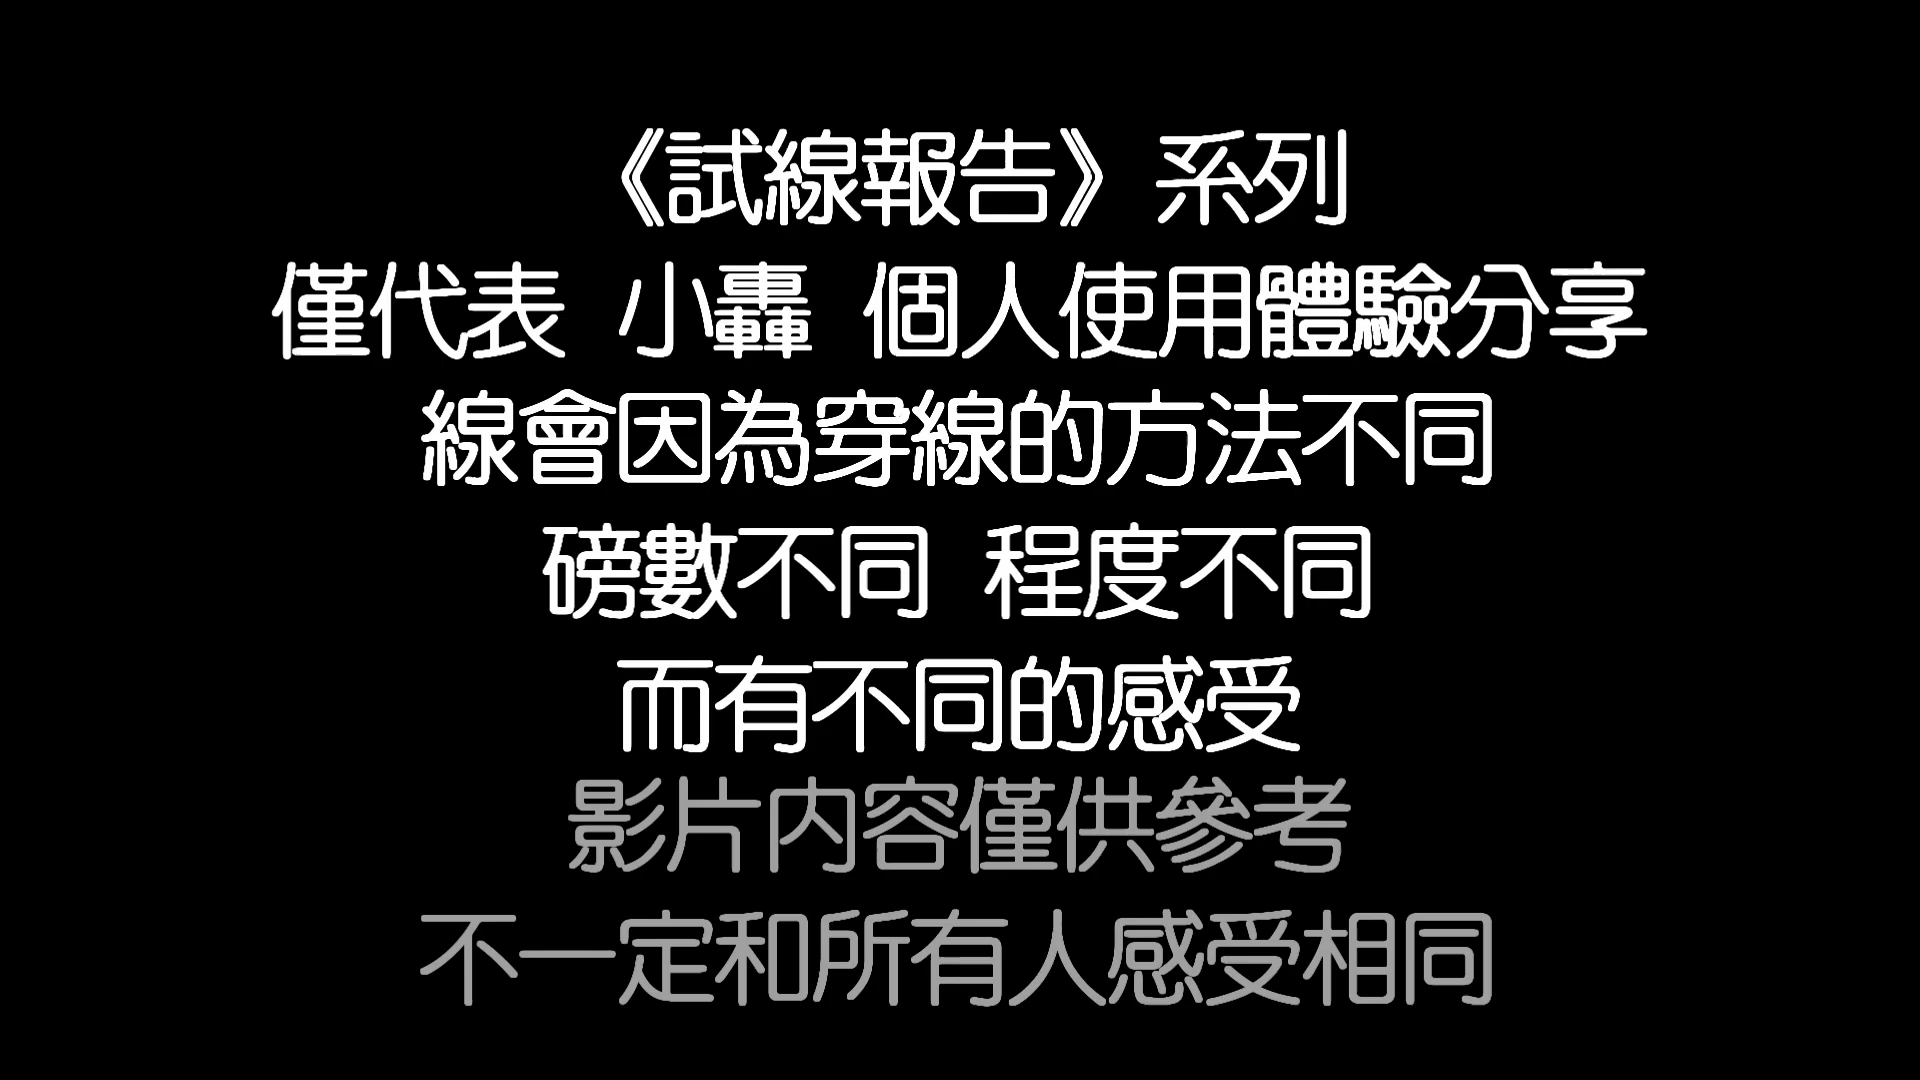 《試線報告》系列
僅代表 小轟 個人使用體驗分享
線會因為穿線的方法不同
磅數不同 程度不同
而有不同的感受
影片內容僅供參考
不一定和所有人感受相同